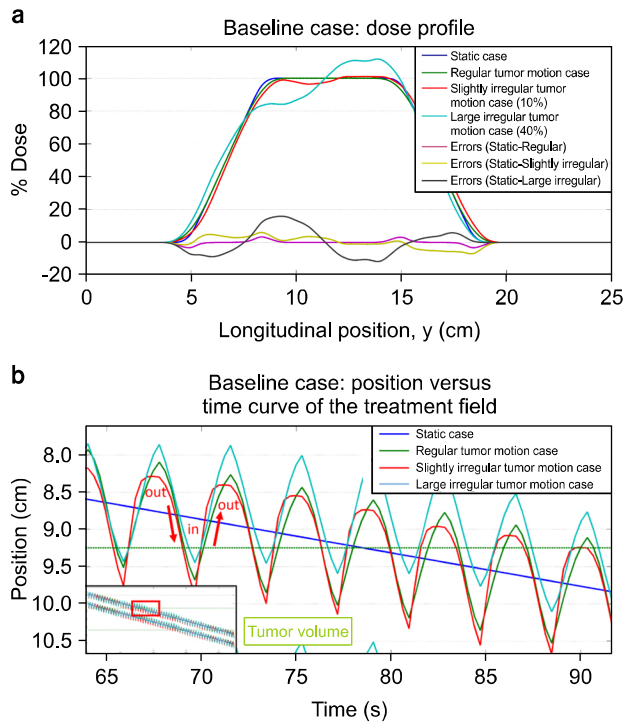 a
Baseline case: dose profile
% Dose
120
100
80
60
40
20
0
-20
0
5
10
15
20
25
Longitudinal position, y (cm)
Static case
Regular tumor motion case
Slightly irregular tumor
motion case (10%)
Large irregular tumor
motion case (40%)
Errors (Static-Regular)
Errors (Static-Slightly irregular)
Errors (Static-Large irregular)
b
Baseline case: position versus
time curve of the treatment field
Position (cm)
8.0
8.5
9.0
9.5
10.0
10.5
Static case
Regular tumor motion case
Slightly irregular tumor motion case
Large irregular tumor motion case
out
in
out
Tumor volume
65
70
75
80
85
90
Time (s)